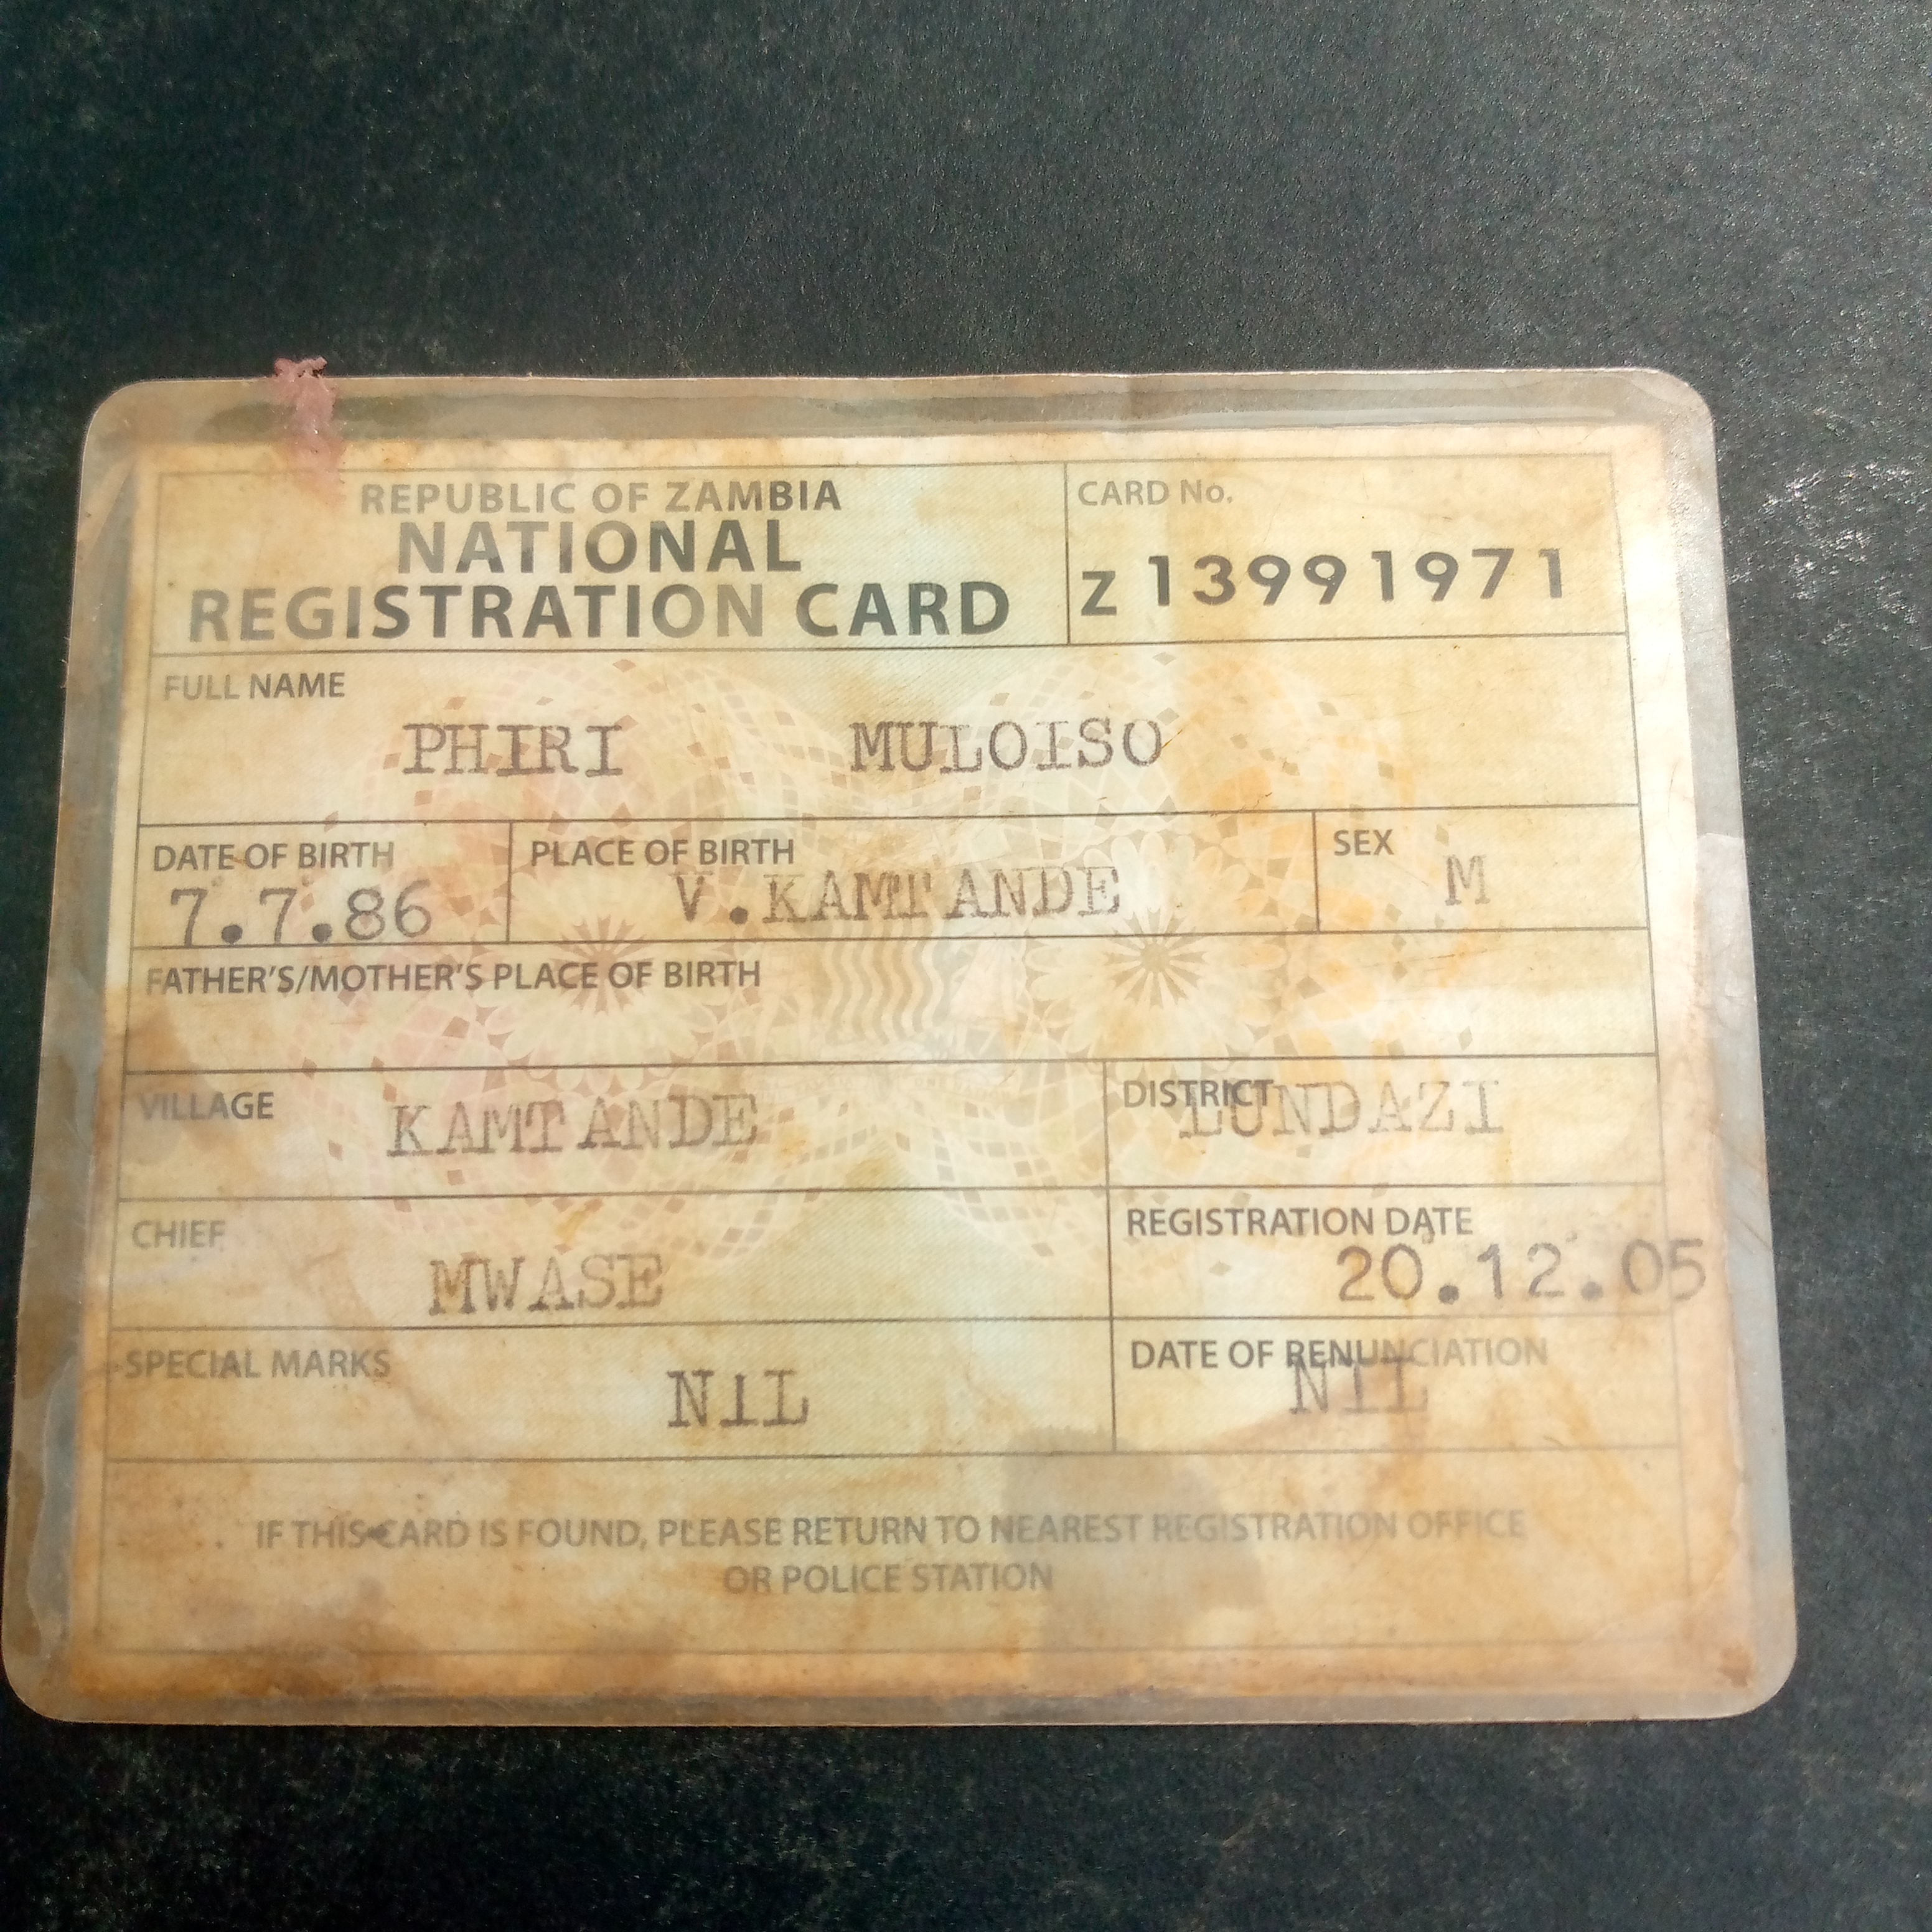 REPUBLIC OF ZAMBIA
NATIONAL
REGISTRATION CARD
CARD No.
Z 13991971
FULL NAME
PHIRI MULOISO
DATE OF BIRTH
7.7.86
PLACE OF BIRTH
V.KAMTANDE
SEX
M
FATHER'S/MOTHER'S PLACE OF BIRTH
VILLAGE
KAMTANDE
DISTRICT
LUNDAZI
CHIEF
MWASE
REGISTRATION DATE
20.12.05
SPECIAL MARKS
NIL
DATE OF RENUNCIATION
NIL
IF THIS CARD IS FOUND, PLEASE RETURN TO NEAREST REGISTRATION OFFICE
OR POLICE STATION